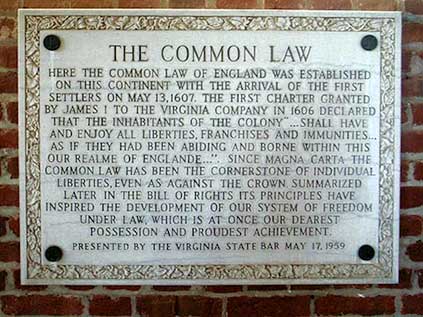 THE COMMON LAW
HERE THE COMMON LAW OF ENGLAND WAS ESTABLISHED
ON THIS CONTINENT WITH THE ARRIVAL OF THE FIRST
SETTLERS ON MAY 13, 1607. THE FIRST CHARTER GRANTED
BY JAMES I TO THE VIRGINIA COMPANY IN 1606 DECLARED
THAT THE INHABITANTS OF THE COLONY "... SHALL HAVE
AND ENJOY ALL LIBERTIES, FRANCHISES AND IMMUNITIES...
AS IF THEY HAD BEEN ABIDING AND BORNE WITHIN THIS
OUR REALME OF ENGLANDE...". SINCE MAGNA CARTA THE
COMMON LAW HAS BEEN THE CORNERSTONE OF INDIVIDUAL
LIBERTIES, EVEN AS AGAINST THE CROWN. SUMMARIZED
LATER IN THE BILL OF RIGHTS ITS PRINCIPLES HAVE
INSPIRED THE DEVELOPMENT OF OUR SYSTEM OF FREEDOM
UNDER LAW, WHICH IS AT ONCE OUR DEAREST
POSSESSION AND PROUDEST ACHIEVEMENT.
PRESENTED BY THE VIRGINIA STATE BAR MAY 17, 1959